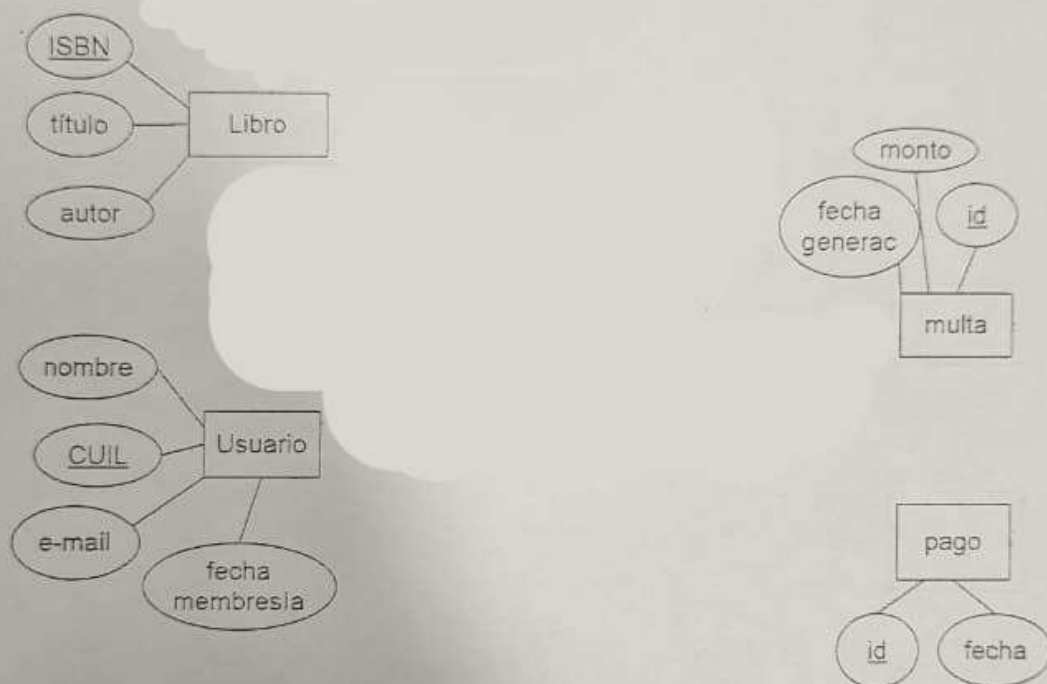 ISBN
título
Libro
autor
monto
fecha
generac
id
multa
nombre
CUIL
Usuario
e-mail
fecha
membresia
pago
id
fecha